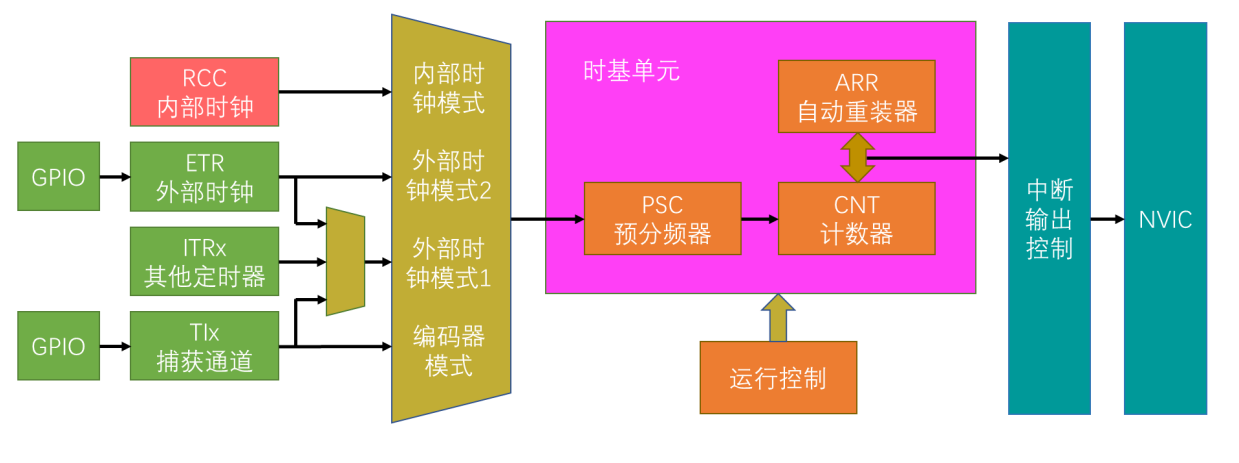 RCC
内部时钟
GPIO
ETR
外部时钟
ITRx
其他定时器
GPIO
TIx
捕获通道
内部时
钟模式
外部时
钟模式2
外部时
钟模式1
编码器
模式
时基单元
ARR
自动重装器
PSC
预分频器
CNT
计数器
运行控制
中断
输出
控制
NVIC